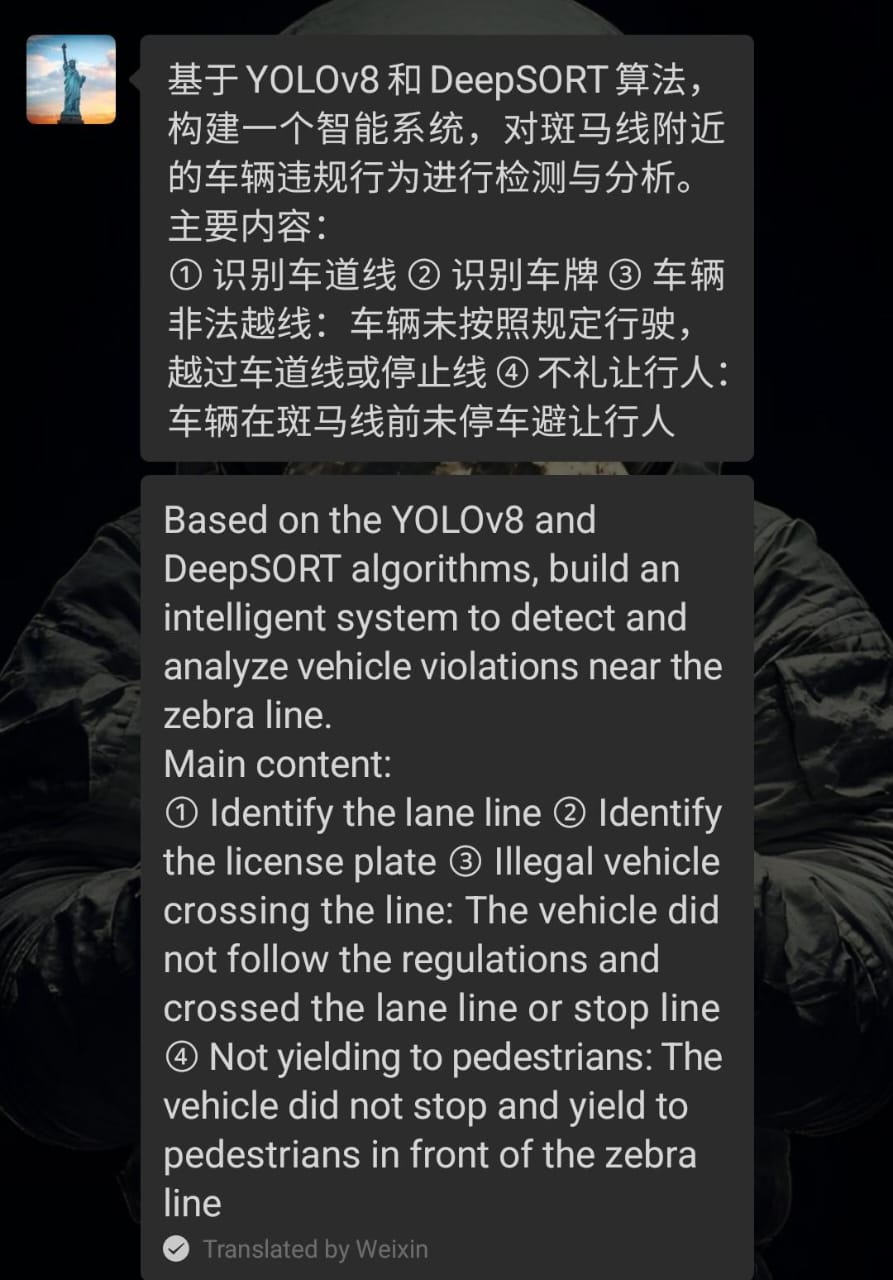 基于 YOLOv8 和 DeepSORT 算法，
构建一个智能系统，对斑马线附近
的车辆违规行为进行检测与分析。
主要内容：
① 识别车道线 ② 识别车牌 ③ 车辆
非法越线：车辆未按照规定行驶，
越过车道线或停止线 ④ 不礼让行人：
车辆在斑马线前未停车避让行人
Based on the YOLOv8 and
DeepSORT algorithms, build an
intelligent system to detect and
analyze vehicle violations near the
zebra line.
Main content:
① Identify the lane line ② Identify
the license plate ③ Illegal vehicle
crossing the line: The vehicle did
not follow the regulations and
crossed the lane line or stop line
④ Not yielding to pedestrians: The
vehicle did not stop and yield to
pedestrians in front of the zebra
line
Translated by Weixin